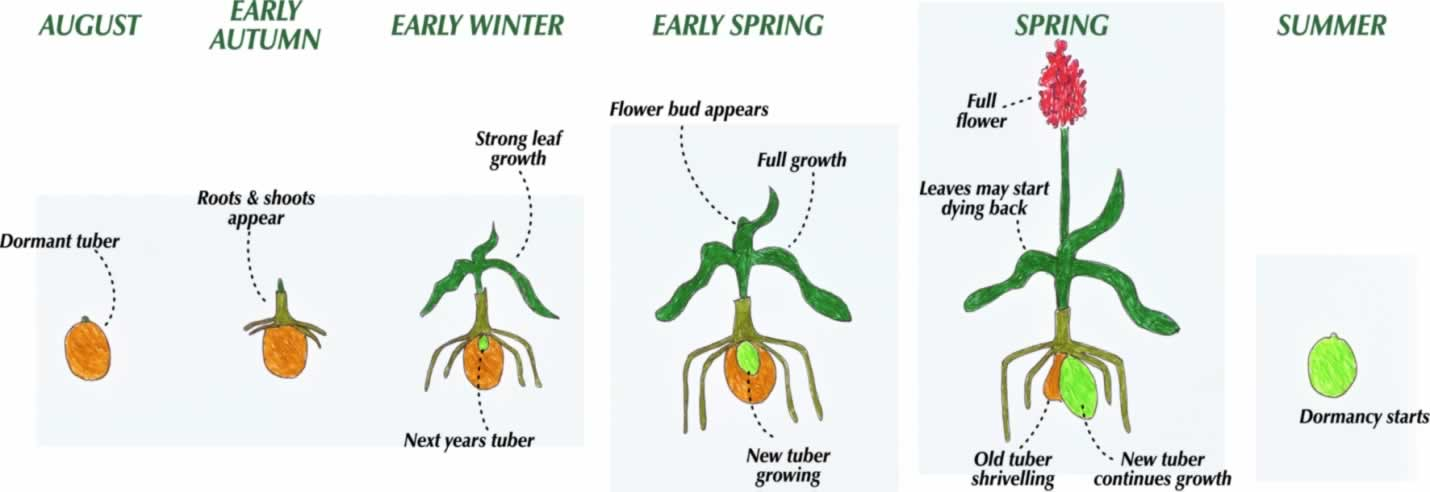 AUGUST
EARLY
AUTUMN
EARLY WINTER
EARLY SPRING
SPRING
SUMMER
Dormant tuber
Roots & shoots
appear
Strong leaf
growth
Next years tuber
Flower bud appears
Full growth
New tuber
growing
Full
flower
Leaves may start
dying back
Old tuber
shrivelling
New tuber
continues growth
Dormancy starts